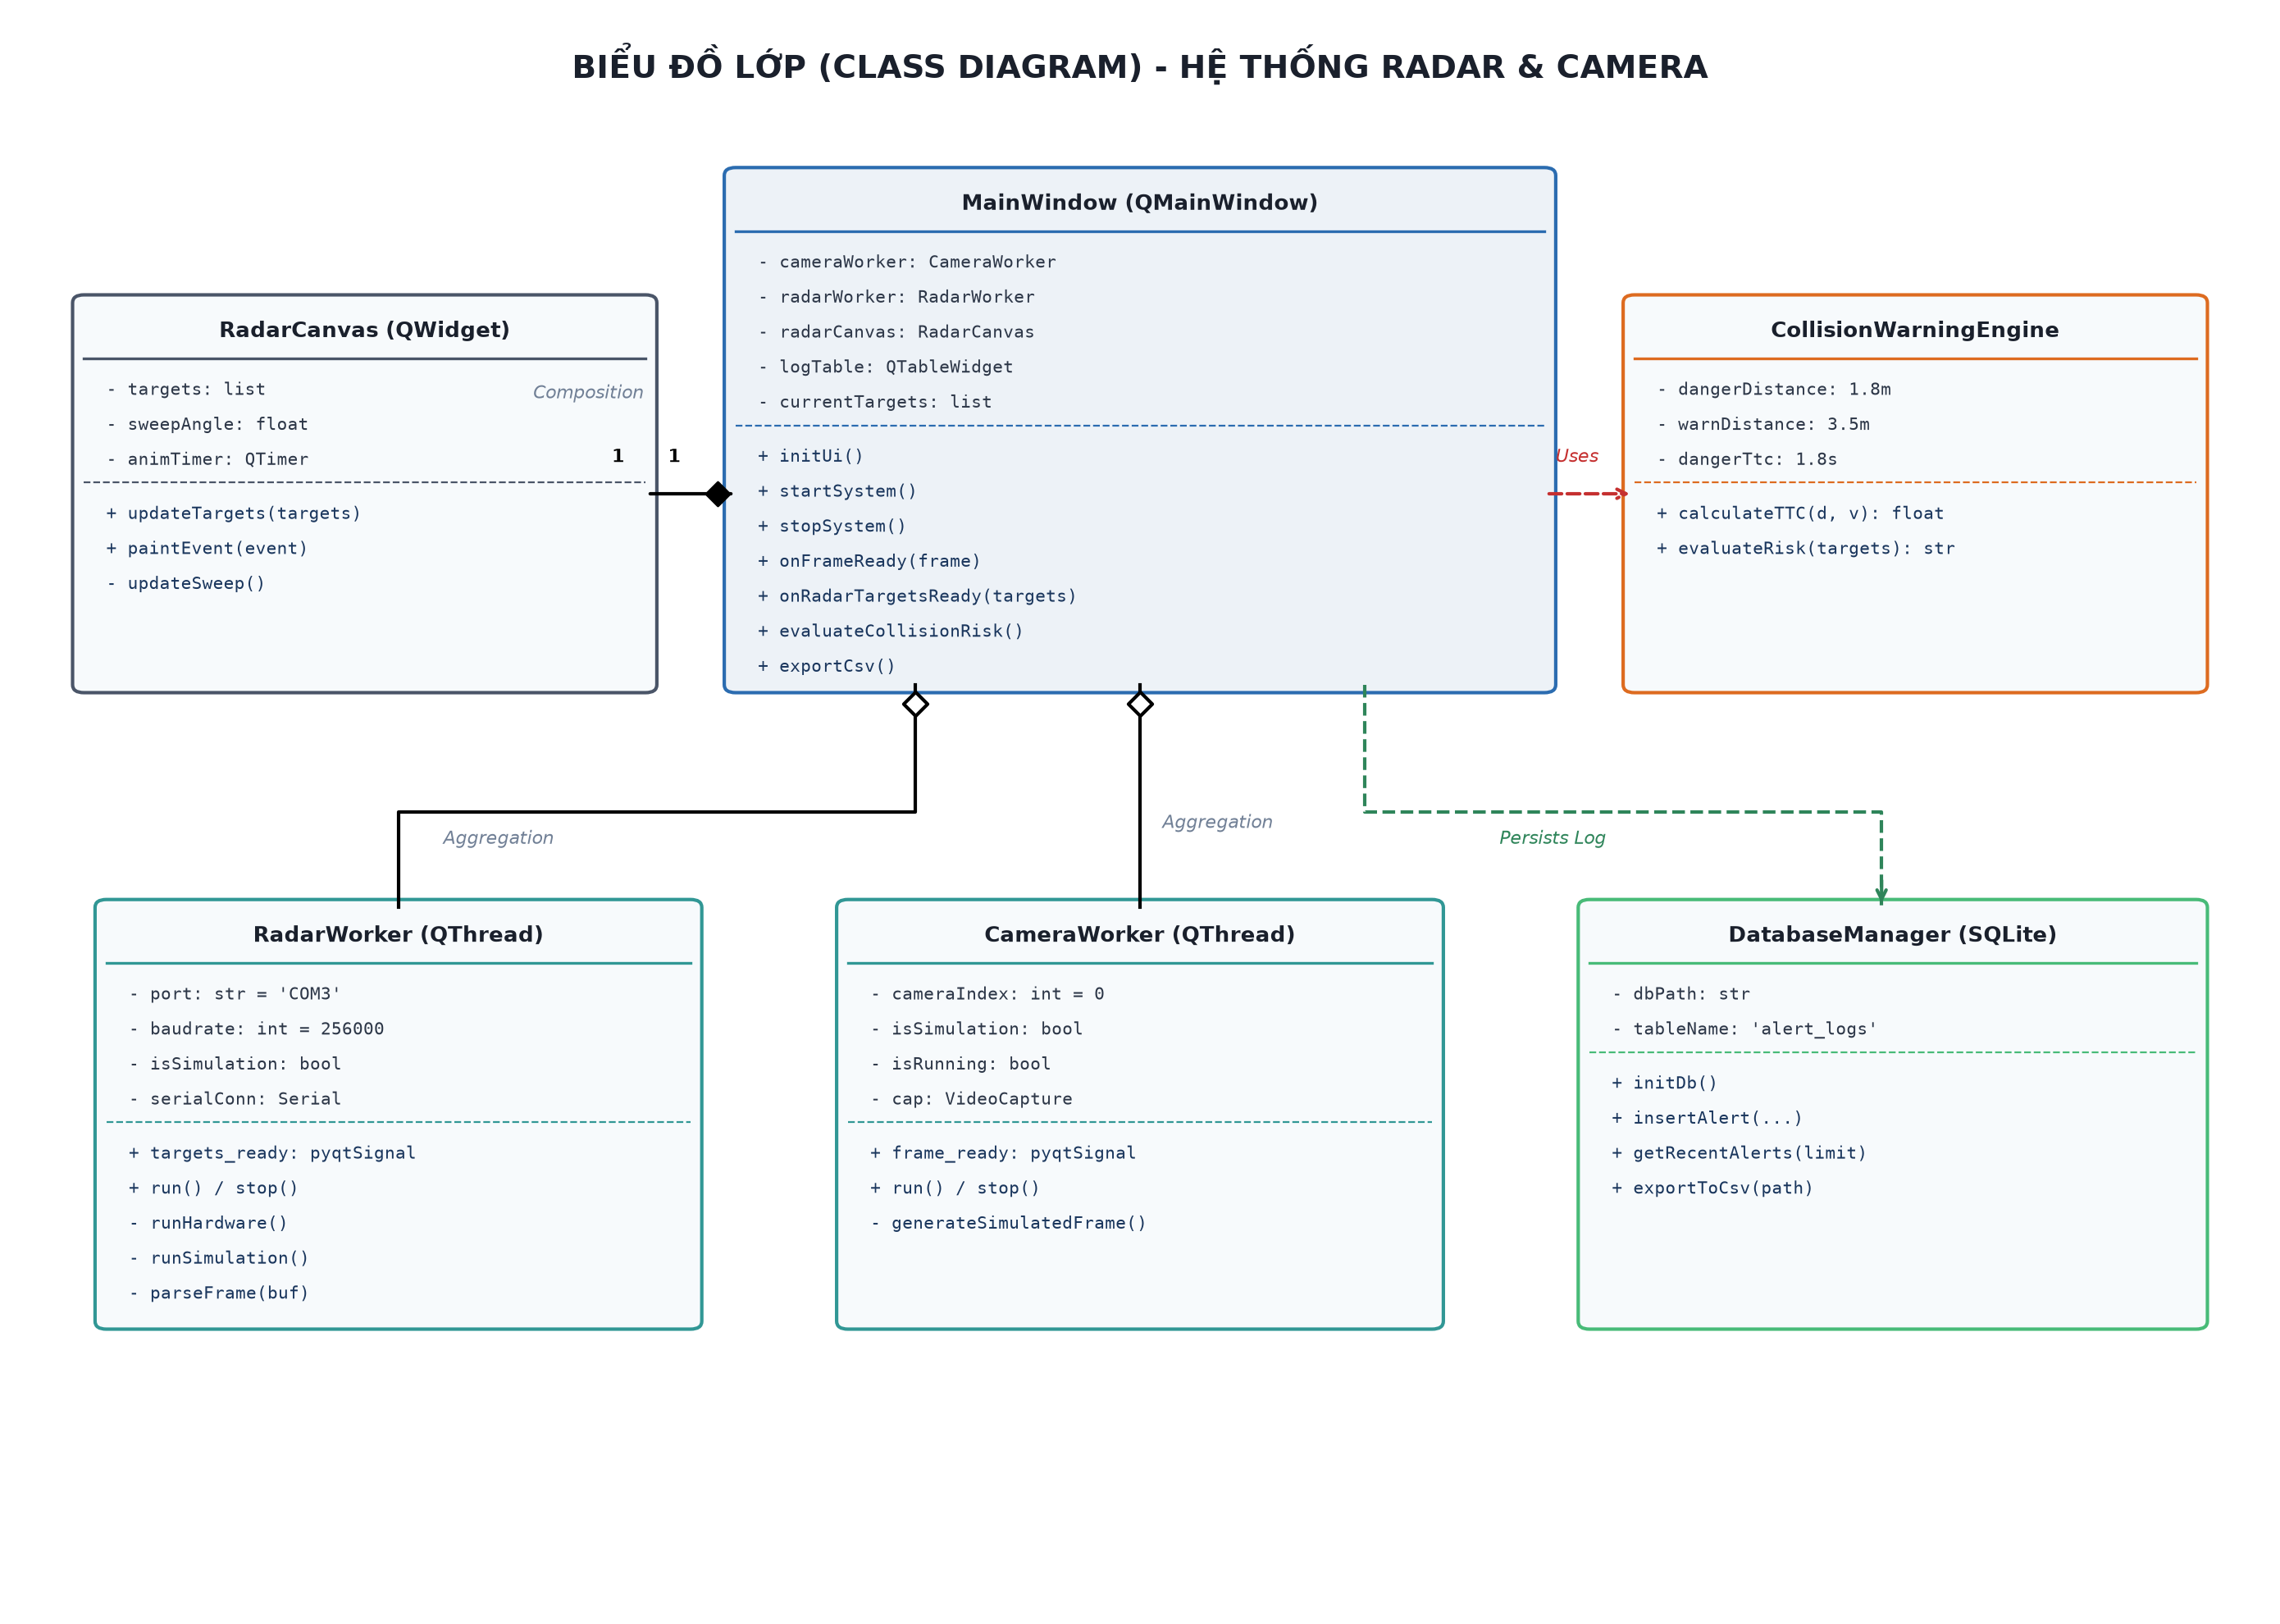 BIỂU ĐỒ LỚP (CLASS DIAGRAM) - HỆ THỐNG RADAR & CAMERA
MainWindow (QMainWindow)
- cameraWorker: CameraWorker
- radarWorker: RadarWorker
- radarCanvas: RadarCanvas
- logTable: QTableWidget
- currentTargets: list
+ initUi()
+ startSystem()
+ stopSystem()
+ onFrameReady(frame)
+ onRadarTargetsReady(targets)
+ evaluateCollisionRisk()
+ exportCsv()
RadarCanvas (QWidget)
- targets: list
- sweepAngle: float
- animTimer: QTimer
+ updateTargets(targets)
+ paintEvent(event)
- updateSweep()
Composition
1
1
Uses
CollisionWarningEngine
- dangerDistance: 1.8m
- warnDistance: 3.5m
- dangerTtc: 1.8s
+ calculateTTC(d, v): float
+ evaluateRisk(targets): str
Aggregation
Aggregation
Persists Log
RadarWorker (QThread)
- port: str = 'COM3'
- baudrate: int = 256000
- isSimulation: bool
- serialConn: Serial
+ targets_ready: pyqtSignal
+ run() / stop()
- runHardware()
- runSimulation()
- parseFrame(buf)
CameraWorker (QThread)
- cameraIndex: int = 0
- isSimulation: bool
- isRunning: bool
- cap: VideoCapture
+ frame_ready: pyqtSignal
+ run() / stop()
- generateSimulatedFrame()
DatabaseManager (SQLite)
- dbPath: str
- tableName: 'alert_logs'
+ initDb()
+ insertAlert(...)
+ getRecentAlerts(limit)
+ exportToCsv(path)